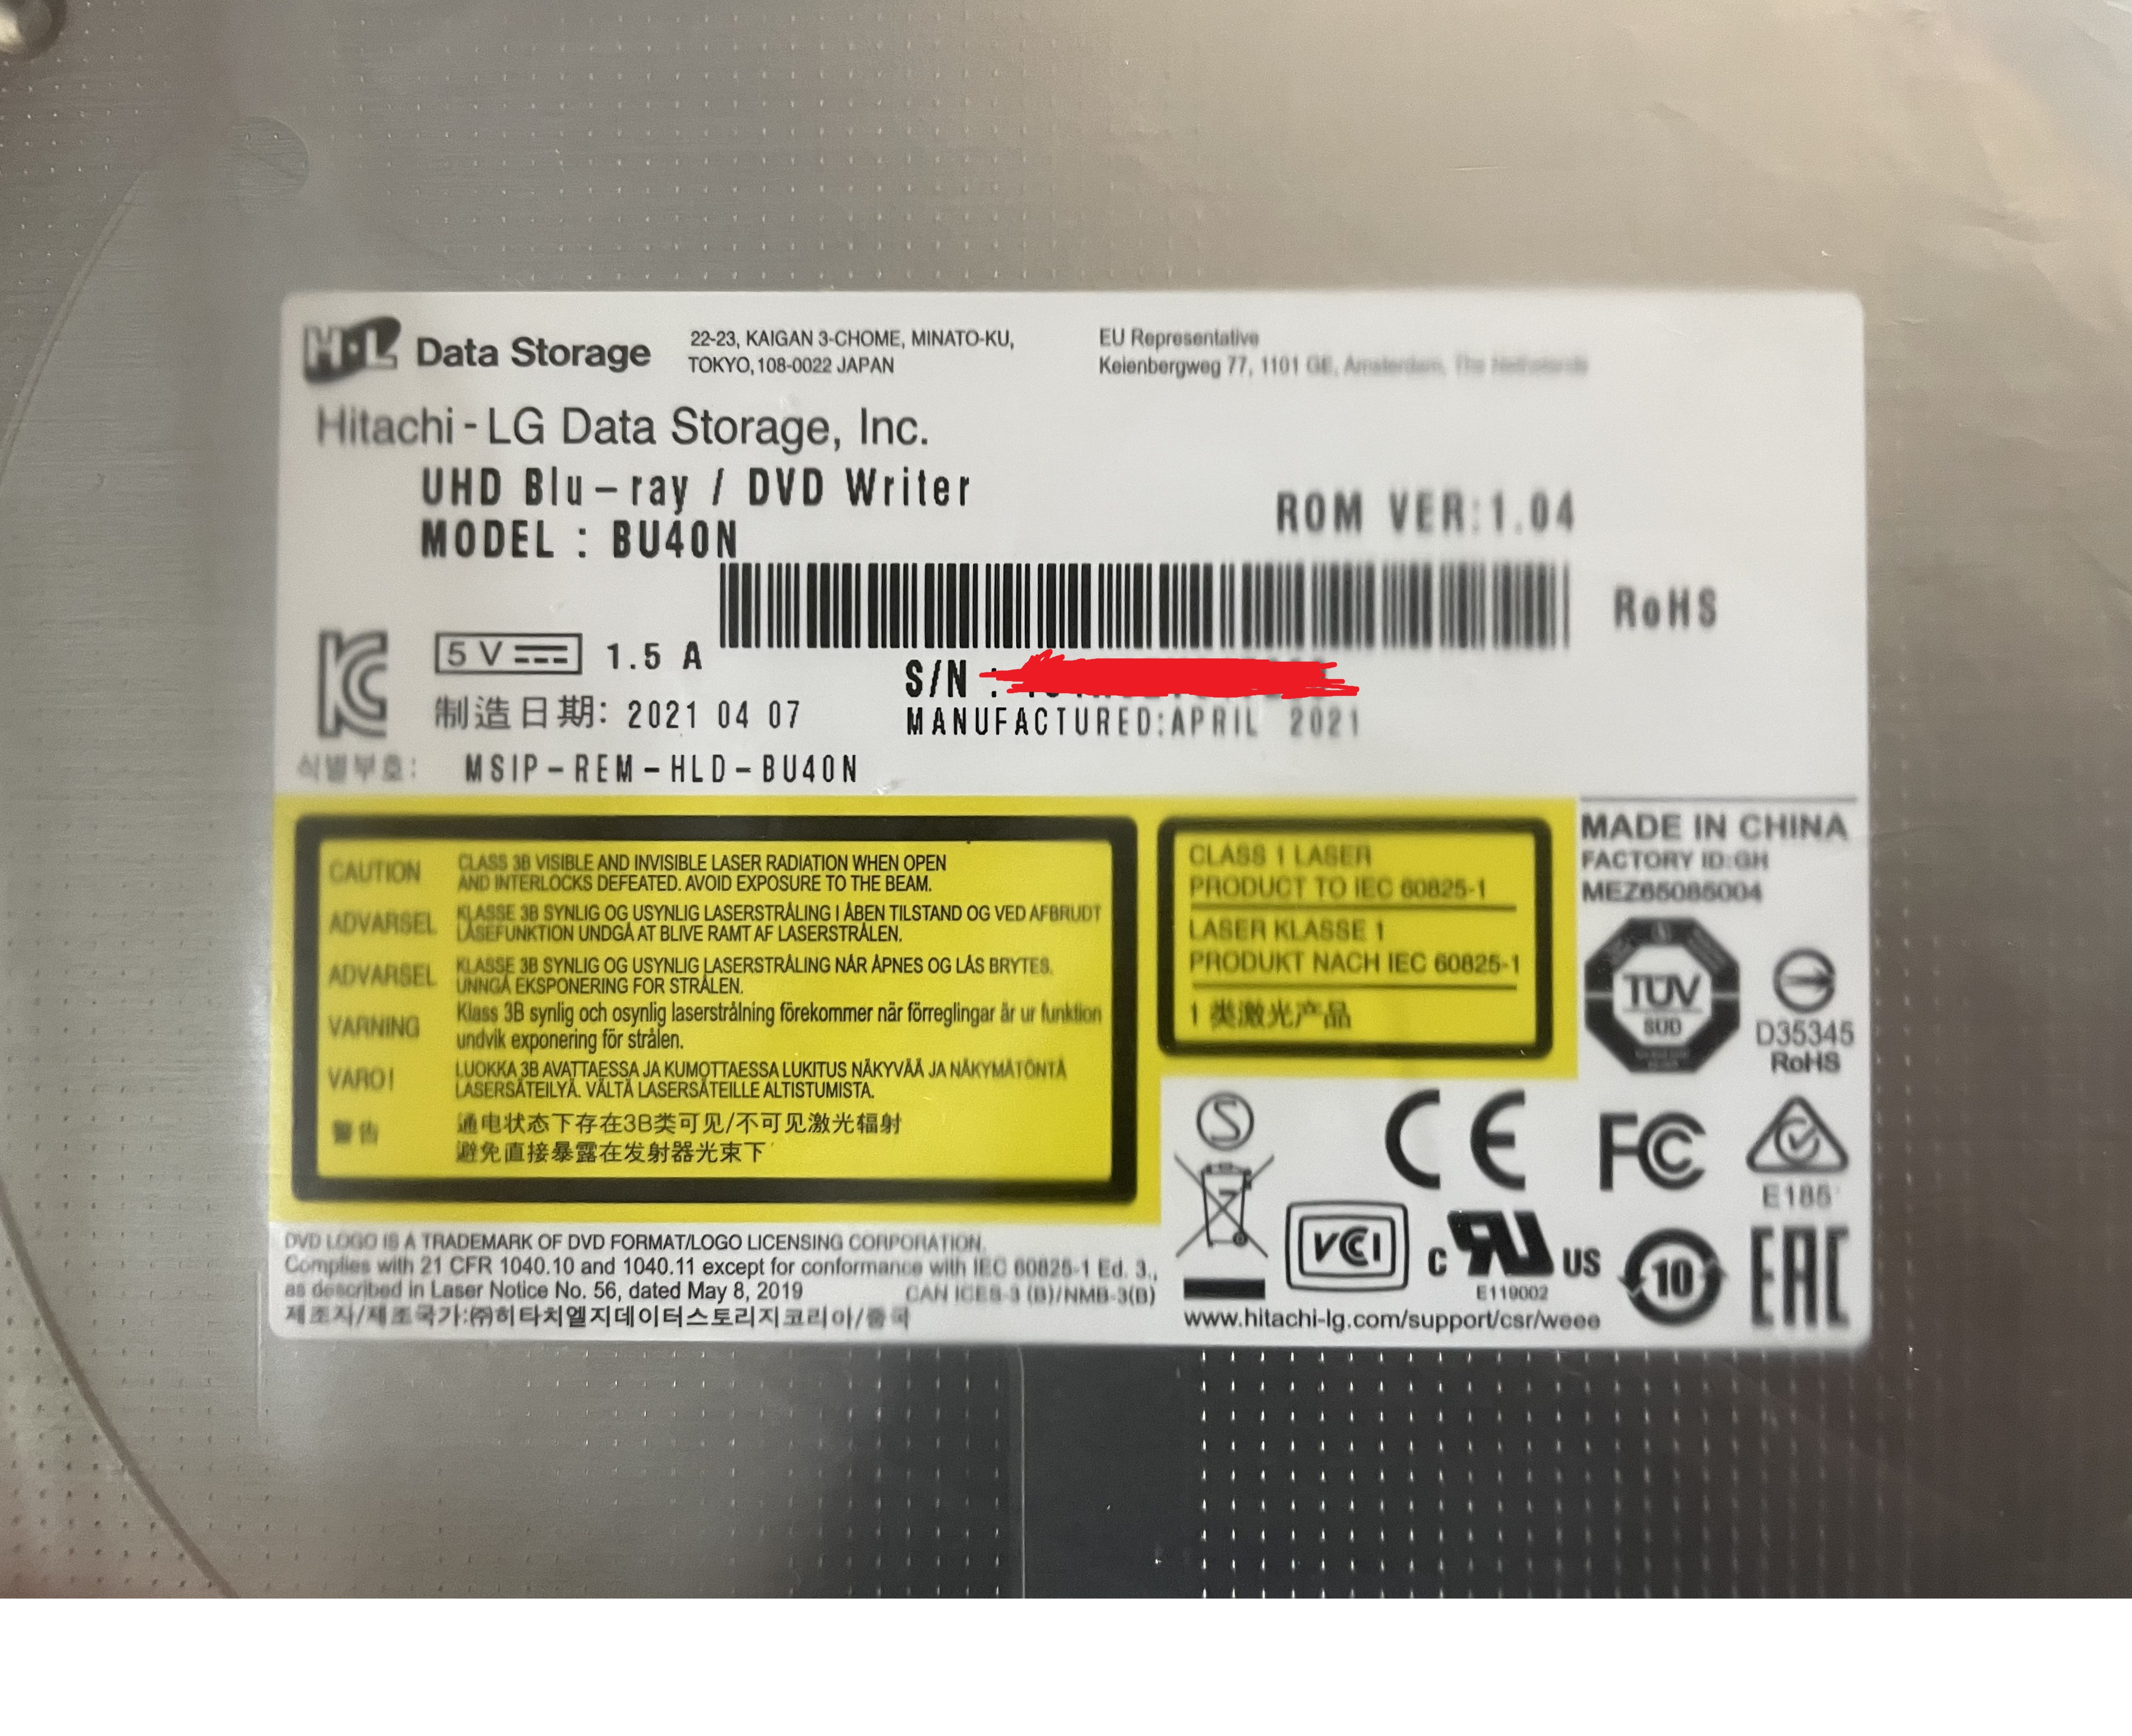 H·L Data Storage
22-23, KAIGAN 3-CHOME, MINATO-KU,
TOKYO, 108-0022 JAPAN
EU Representative
Keienbergweg 77, 1101 GE, Amsterdam, The Netherlands
Hitachi - LG Data Storage, Inc.
UHD Blu-ray / DVD Writer
MODEL : BU40N
ROM VER:1.04
RoHS
5 V 1.5 A
S/N :
制造日期: 2021 04 07
MANUFACTURED:APRIL 2021
식별부호: MSIP-REM-HLD-BU40N
CAUTION
CLASS 3B VISIBLE AND INVISIBLE LASER RADIATION WHEN OPEN
AND INTERLOCKS DEFEATED. AVOID EXPOSURE TO THE BEAM.
ADVARSEL
KLASSE 3B SYNLIG OG USYNLIG LASERSTRÅLING I ÅBEN TILSTAND OG VED AFBRUDT
LÅSEFUNKTION UNDGÅ AT BLIVE RAMT AF LASERSTRÅLEN.
ADVARSEL
KLASSE 3B SYNLIG OG USYNLIG LASERSTRÅLING NÅR ÅPNES OG LÅS BRYTES.
UNNGÅ EKSPONERING FOR STRÅLEN.
VARNING
Klass 3B synlig och osynlig laserstrålning förekommer när förreglingar är ur funktion
undvik exponering för strålen.
VARO!
LUOKKA 3B AVATTAESSA JA KUMOTTAESSA LUKITUS NÄKYVÄÄ JA NÄKYMÄTÖNTÄ
LASERSÄTEILYÄ. VÄLTÄ LASERSÄTEILLE ALTISTUMISTA.
警告
通电状态下存在3B类可见/不可见激光辐射
避免直接暴露在发射器光束下
CLASS 1 LASER
PRODUCT TO IEC 60825-1
LASER KLASSE 1
PRODUKT NACH IEC 60825-1
1 类激光产品
MADE IN CHINA
FACTORY ID:GH
MEZ65085004
TÜV
SÜD
D35345
RoHS
S
CE
FC
E185
VCI
C RU US
E119002
10
EAC
DVD LOGO IS A TRADEMARK OF DVD FORMAT/LOGO LICENSING CORPORATION.
Complies with 21 CFR 1040.10 and 1040.11 except for conformance with IEC 60825-1 Ed. 3.,
as described in Laser Notice No. 56, dated May 8, 2019
CAN ICES-3 (B)/NMB-3(B)
제조자/제조국가:㈜히타치엘지데이터스토리지코리아/중국
www.hitachi-lg.com/support/csr/weee